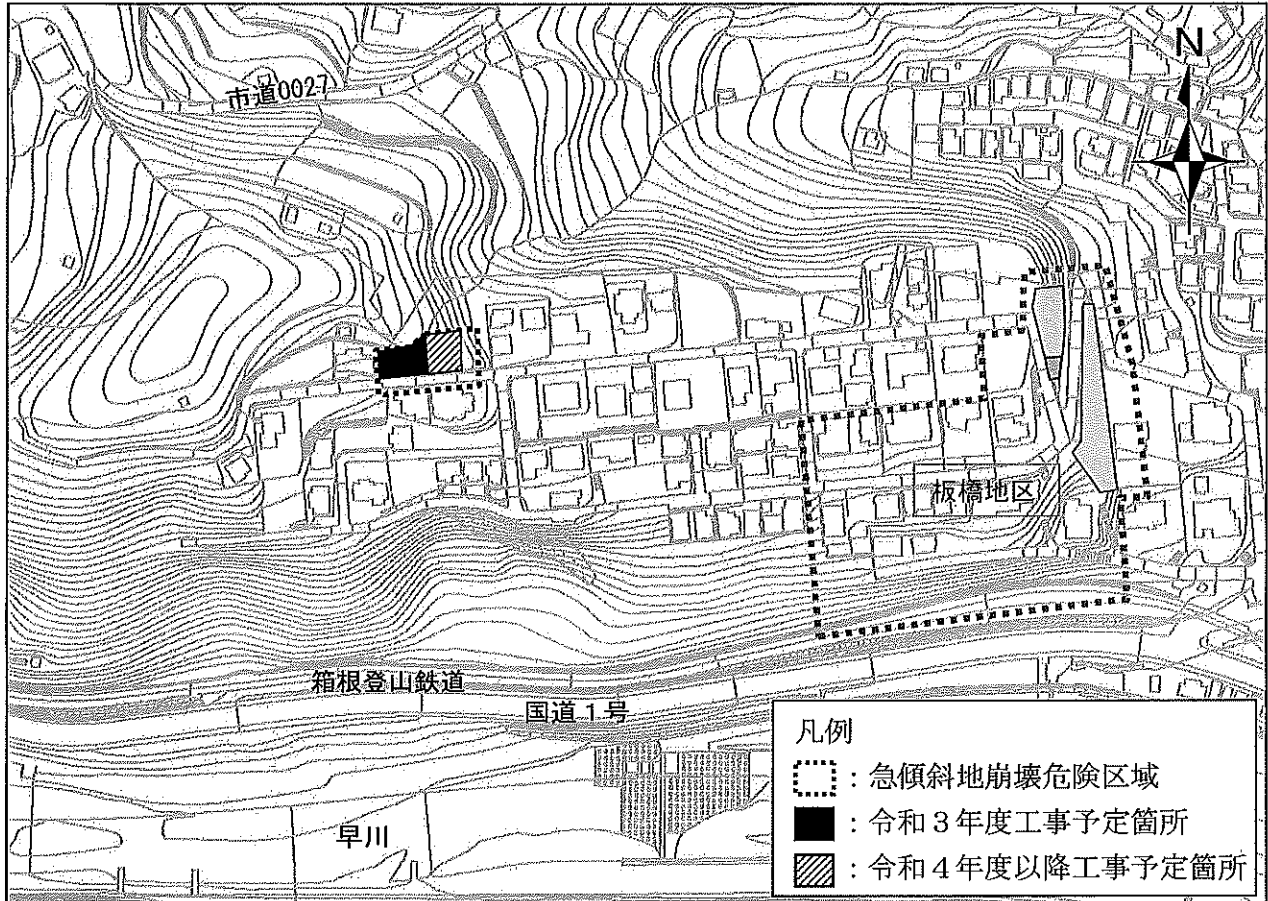 N
市道0027
板橋地区
箱根登山鉄道
国道1号
早川
凡例
：急傾斜地崩壊危険区域
：令和３年度工事予定箇所
：令和４年度以降工事予定箇所